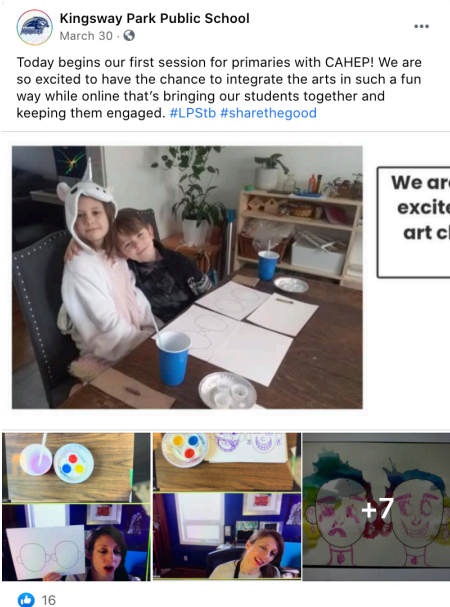 Kingsway Park Public School
March 30 ·
Today begins our first session for primaries with CAHEP! We are
so excited to have the chance to integrate the arts in such a fun
way while online that's bringing our students together and
keeping them engaged. #LPStb #sharethegood
We ar
excite
art cl
+7
16